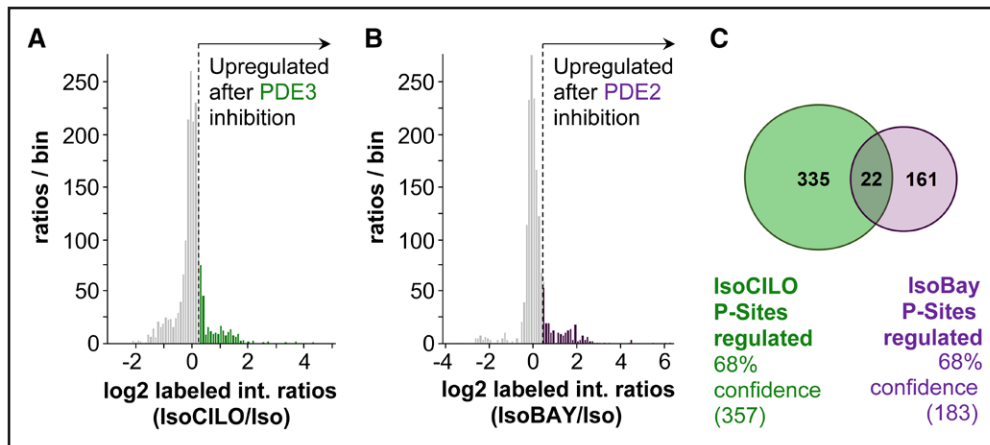 A
Upregulated
after PDE3
inhibition
ratios / bin
250
200
150
100
50
0
-2 0 2 4
log2 labeled int. ratios
(IsoCILO/Iso)
B
Upregulated
after PDE2
inhibition
ratios / bin
250
200
150
100
50
0
-4 -2 0 2 4 6
log2 labeled int. ratios
(IsoBAY/Iso)
C
335 22 161
IsoCILO
P-Sites
regulated
68%
confidence
(357)
IsoBay
P-Sites
regulated
68%
confidence
(183)